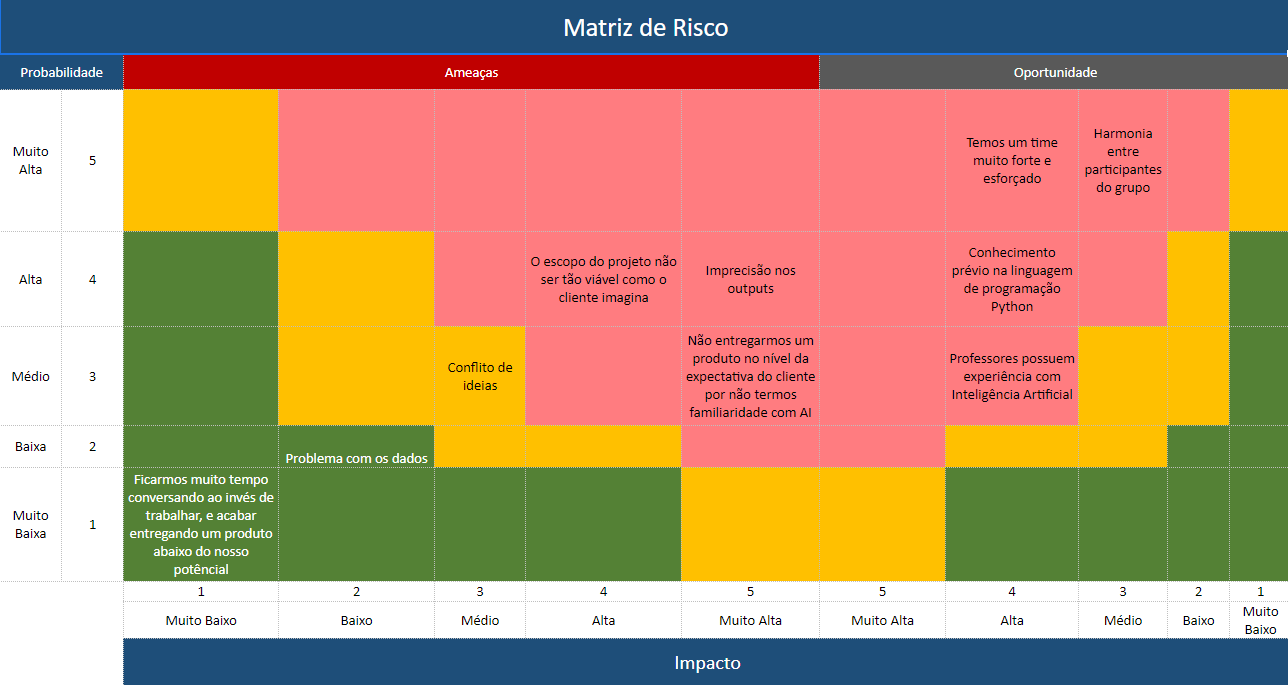 Matriz de Risco
Probabilidade
Ameaças
Oportunidade
Muito
Alta
5
Temos um time
muito forte e
esforçado
Harmonia
entre
participantes
do grupo
Alta
4
O escopo do projeto não
ser tão viável como o
cliente imagina
Imprecisão nos
outputs
Conhecimento
prévio na linguagem
de programação
Python
Médio
3
Conflito de
ideias
Não entregarmos um
produto no nível da
expectativa do cliente
por não termos
familiaridade com AI
Professores possuem
experiência com
Inteligência Artificial
Baixa
2
Problema com os dados
Muito
Baixa
1
Ficarmos muito tempo
conversando ao invés de
trabalhar, e acabar
entregando um produto
abaixo do nosso
potêncial
1
2
3
4
5
5
4
3
2
1
Muito Baixo
Baixo
Médio
Alta
Muito Alta
Muito Alta
Alta
Médio
Baixo
Muito
Baixo
Impacto